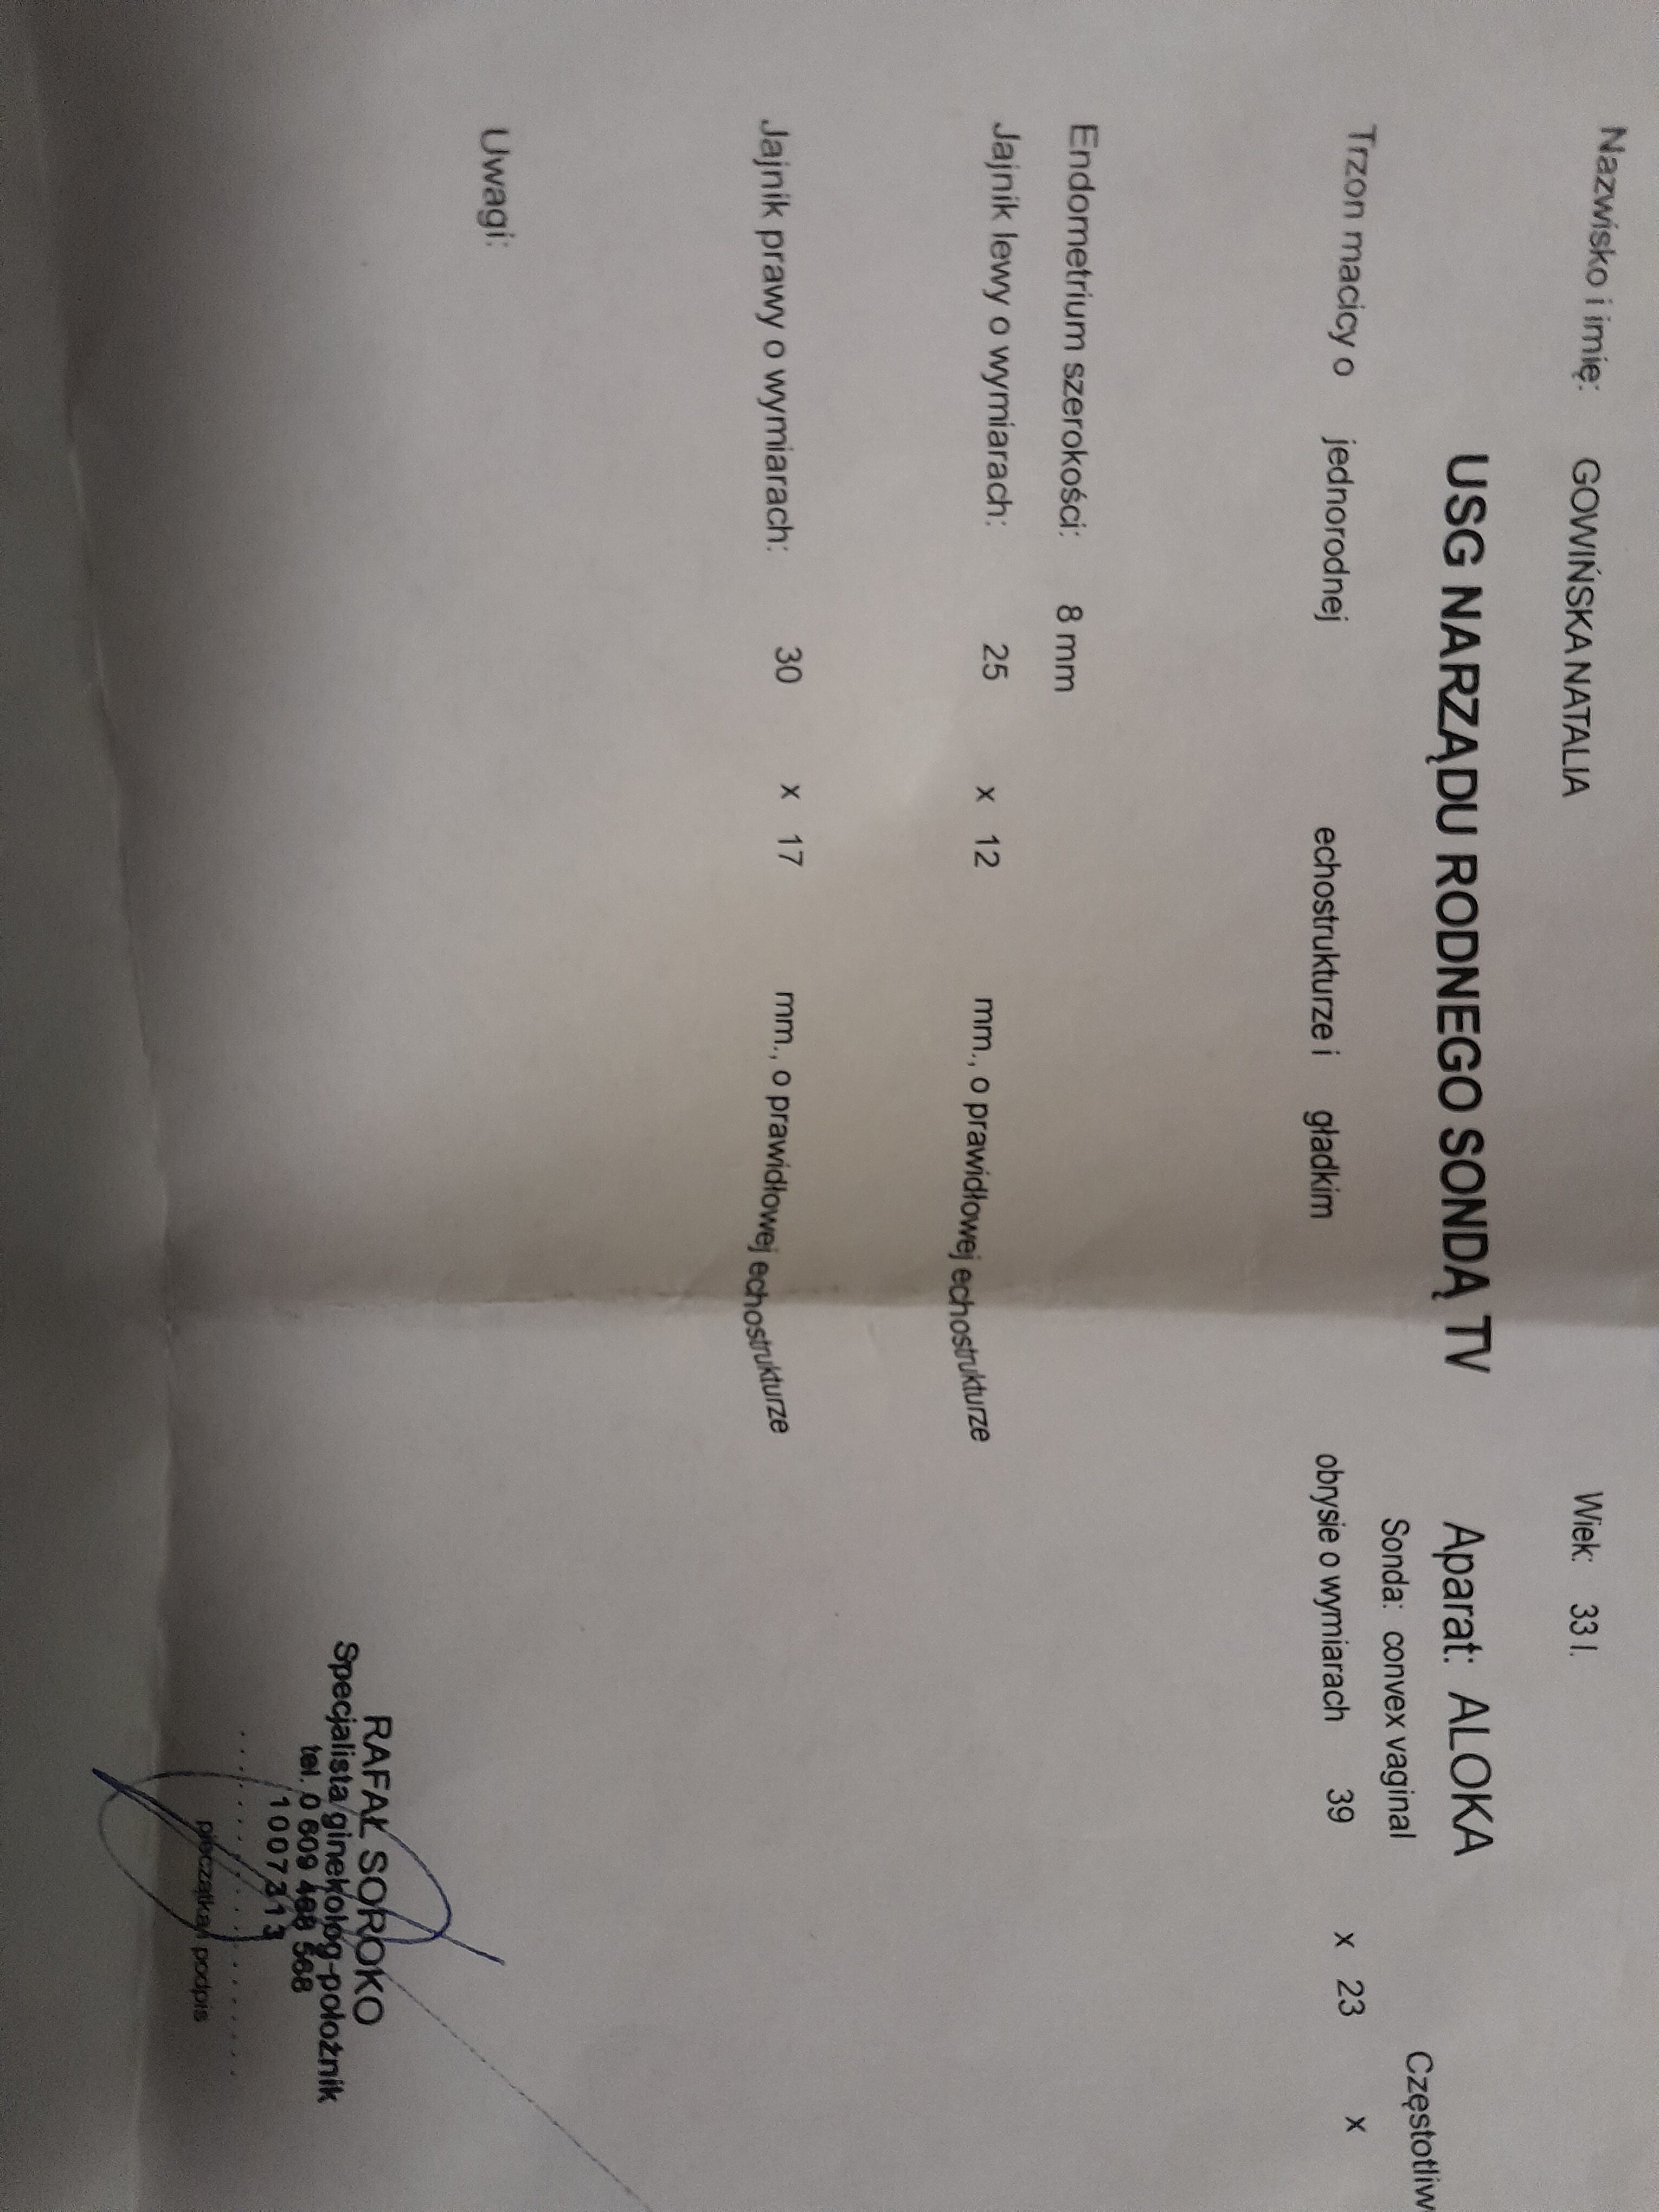 Nazwisko i imię: GOWIŃSKA NATALIA Wiek: 33 l.
USG NARZĄDU RODNEGO SONDĄ TV Aparat: ALOKA
Sonda: convex vaginal Częstotliw
Trzon macicy o jednorodnej echostrukturze i gładkim obrysie o wymiarach 39 x 23 x
Endometrium szerokości: 8 mm
Jajnik lewy o wymiarach: 25 x 12 mm., o prawidłowej echostrukturze
Jajnik prawy o wymiarach: 30 x 17 mm., o prawidłowej echostrukturze
Uwagi:
RAFAŁ SOROKO
Specjalista ginekolog-położnik
tel. 0 609 468 568
1007313
pieczątka i podpis